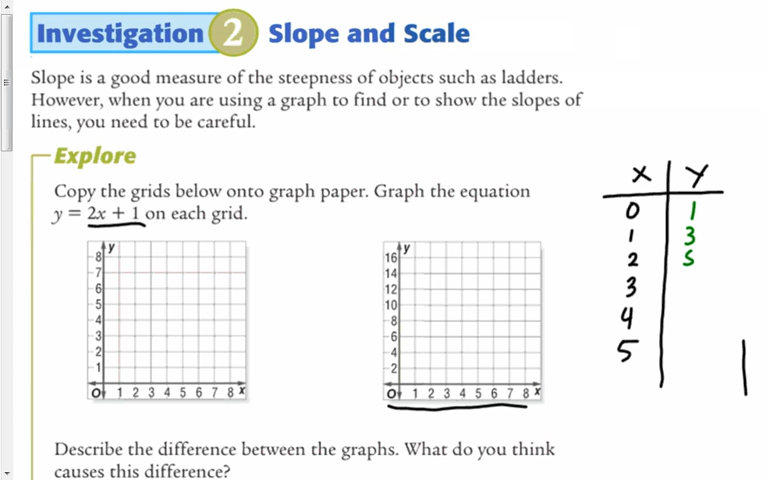 Investigation 2 Slope and Scale
Slope is a good measure of the steepness of objects such as ladders.
However, when you are using a graph to find or to show the slopes of
lines, you need to be careful.
Explore
Copy the grids below onto graph paper. Graph the equation
y = 2x + 1 on each grid.
y
8
7
6
5
4
3
2
1
O 1 2 3 4 5 6 7 8 x
y
16
14
12
10
8
6
4
2
O 1 2 3 4 5 6 7 8 x
Describe the difference between the graphs. What do you think
causes this difference?
X Y
0 1
1 3
2 5
3
4
5